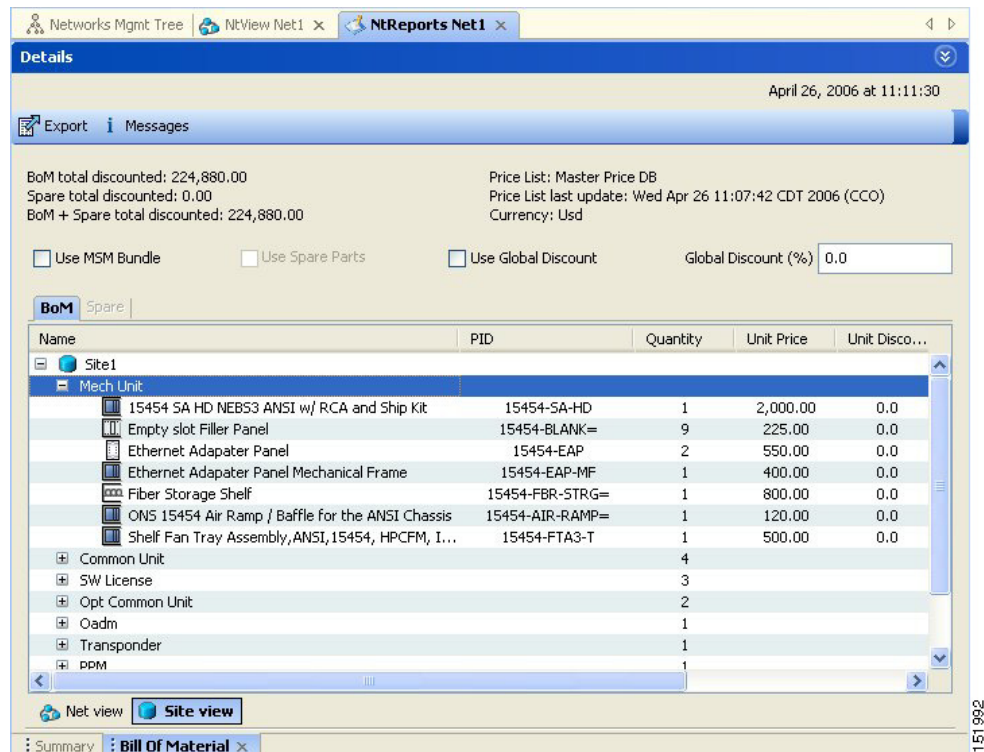 Networks Mgmt Tree NtView Net1 NtReports Net1
Details
April 26, 2006 at 11:11:30
Export i Messages
BoM total discounted: 224,880.00 Price List: Master Price DB
Spare total discounted: 0.00 Price List last update: Wed Apr 26 11:07:42 CDT 2006 (CCO)
BoM + Spare total discounted: 224,880.00 Currency: Usd
Use MSM Bundle Use Spare Parts Use Global Discount Global Discount (%) 0.0
BoM Spare
Name PID Quantity Unit Price Unit Disco...
Site1
Mech Unit
15454 SA HD NEBS3 ANSI w/ RCA and Ship Kit 15454-SA-HD 1 2,000.00 0.0
Empty slot Filler Panel 15454-BLANK= 9 225.00 0.0
Ethernet Adapater Panel 15454-EAP 2 550.00 0.0
Ethernet Adapater Panel Mechanical Frame 15454-EAP-MF 1 400.00 0.0
Fiber Storage Shelf 15454-FBR-STRG= 1 800.00 0.0
ONS 15454 Air Ramp / Baffle for the ANSI Chassis 15454-AIR-RAMP= 1 120.00 0.0
Shelf Fan Tray Assembly,ANSI,15454, HPCFM, I... 15454-FTA3-T 1 500.00 0.0
Common Unit 4
SW License 3
Opt Common Unit 2
Oadm 1
Transponder 1
PPM 1
Net view Site view
Summary Bill Of Material
151992